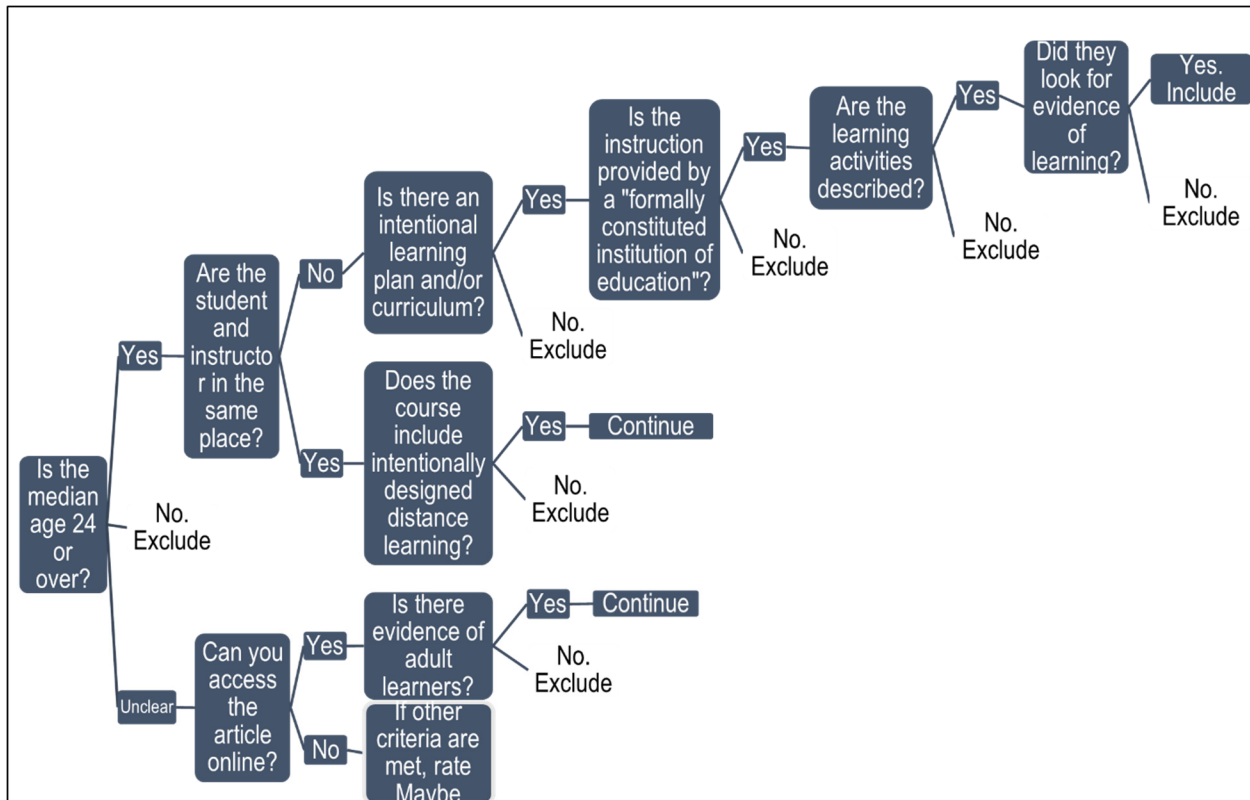 Is the
median
age 24
or
over?
Yes
No.
Exclude
Unclear
Are the
student
and
instructo
r in the
same
place?
No
Yes
Can you
access
the
article
online?
Yes
No
Is there an
intentional
learning
plan and/or
curriculum?
Yes
No.
Exclude
Does the
course
include
intentionally
designed
distance
learning?
Yes
Continue
No.
Exclude
Is there
evidence of
adult
learners?
Yes
Continue
No.
Exclude
If other
criteria are
met, rate
Maybe
Is the
instruction
provided by
a "formally
constituted
institution of
education"?
Yes
No.
Exclude
Are the
learning
activities
described?
Yes
No.
Exclude
Did they
look for
evidence
of
learning?
Yes.
Include
No.
Exclude